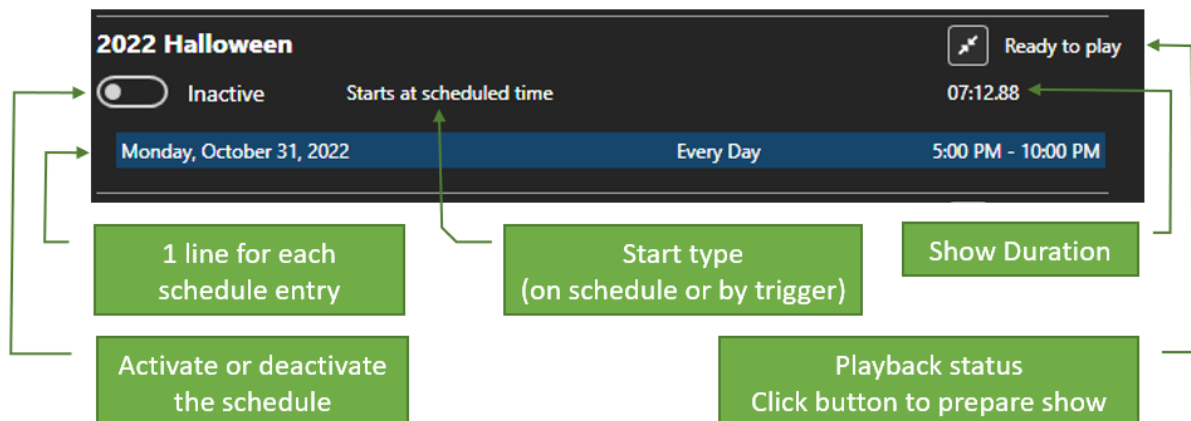 2022 Halloween
Ready to play
Inactive
Starts at scheduled time
07:12.88
Monday, October 31, 2022
Every Day
5:00 PM - 10:00 PM
1 line for each
schedule entry
Start type
(on schedule or by trigger)
Show Duration
Activate or deactivate
the schedule
Playback status
Click button to prepare show